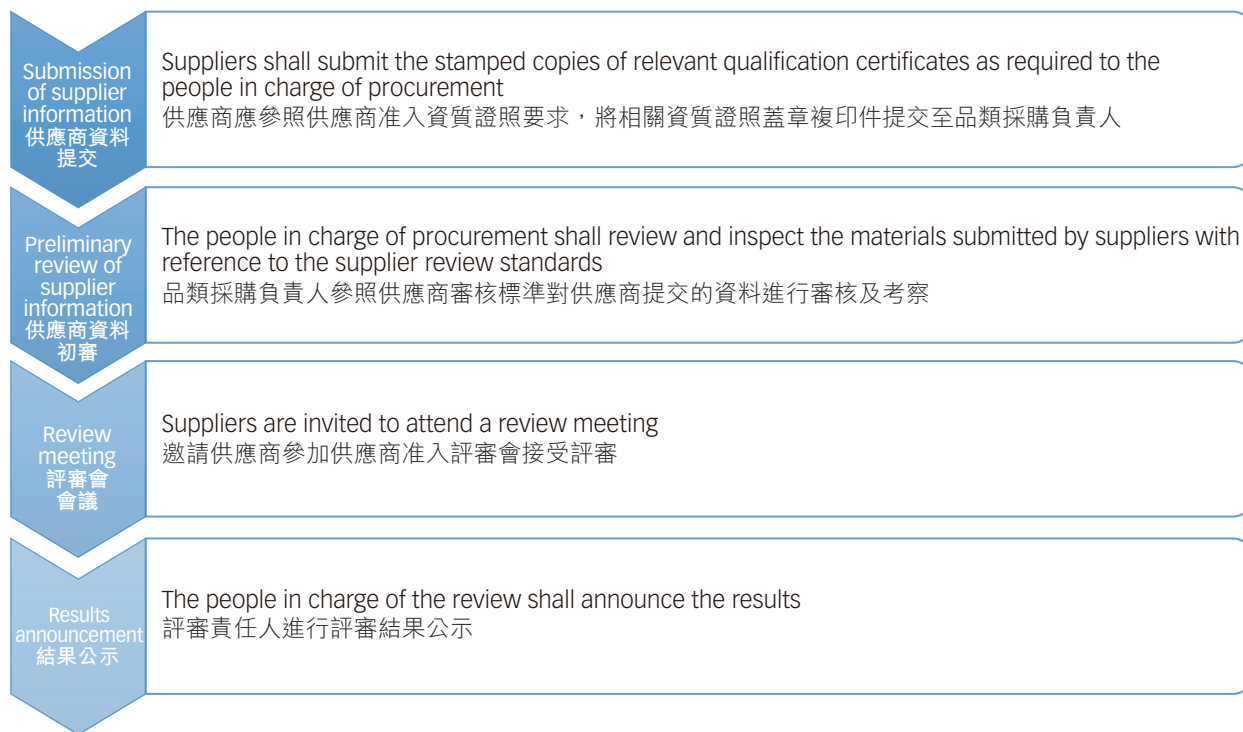 Submission
of supplier
information
供應商資料
提交
Suppliers shall submit the stamped copies of relevant qualification certificates as required to the
people in charge of procurement
供應商應參照供應商准入資質證照要求，將相關資質證照蓋章複印件提交至品類採購負責人
Preliminary
review of
supplier
information
供應商資料
初審
The people in charge of procurement shall review and inspect the materials submitted by suppliers with
reference to the supplier review standards
品類採購負責人參照供應商審核標準對供應商提交的資料進行審核及考察
Review
meeting
評審會
會議
Suppliers are invited to attend a review meeting
邀請供應商參加供應商准入評審會接受評審
Results
announcement
結果公示
The people in charge of the review shall announce the results
評審責任人進行評審結果公示